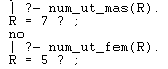 | ?- num_ut_mas(R).
R = 7 ? ;
no
| ?- num_ut_fem(R).
R = 5 ? ;